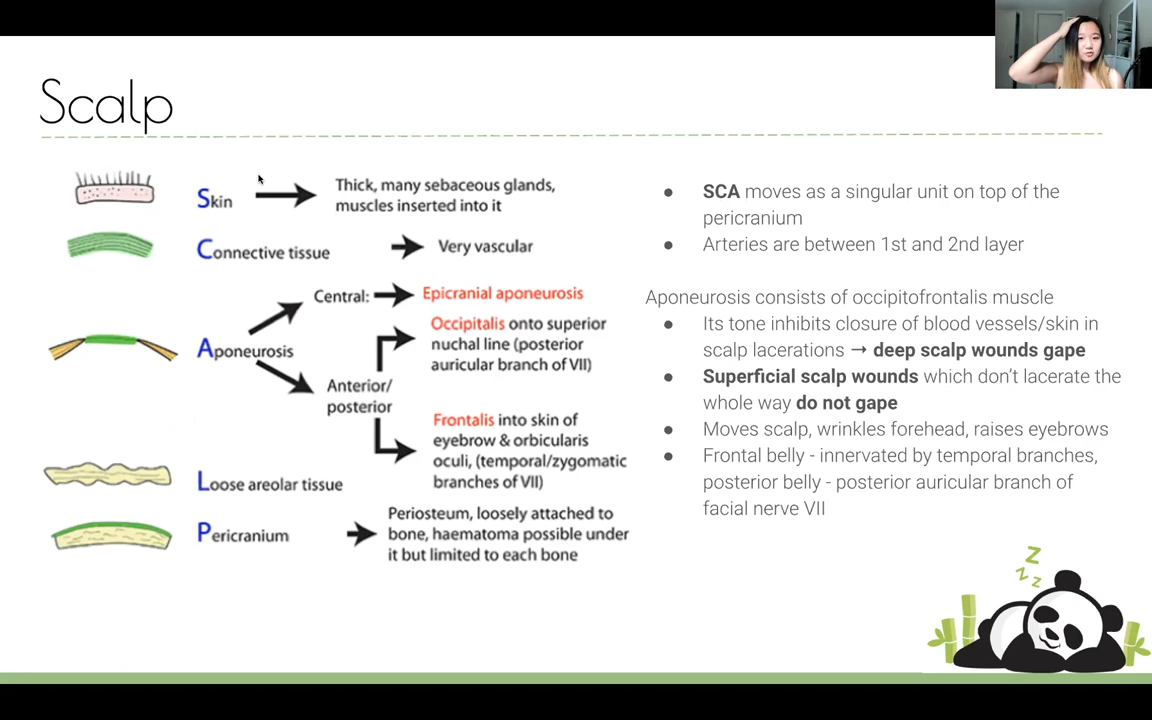 Scalp
Skin
Thick, many sebaceous glands,
muscles inserted into it
Connective tissue
Very vascular
Aponeurosis
Central:
Epicranial aponeurosis
Anterior/
posterior
Occipitalis onto superior
nuchal line (posterior
auricular branch of VII)
Frontalis into skin of
eyebrow & orbicularis
oculi, (temporal/zygomatic
branches of VII)
Loose areolar tissue
Pericranium
Periosteum, loosely attached to
bone, haematoma possible under
it but limited to each bone
● SCA moves as a singular unit on top of the
pericranium
● Arteries are between 1st and 2nd layer
Aponeurosis consists of occipitofrontalis muscle
● Its tone inhibits closure of blood vessels/skin in
scalp lacerations → deep scalp wounds gape
● Superficial scalp wounds which don’t lacerate the
whole way do not gape
● Moves scalp, wrinkles forehead, raises eyebrows
● Frontal belly - innervated by temporal branches,
posterior belly - posterior auricular branch of
facial nerve VII
Z
Z
Z